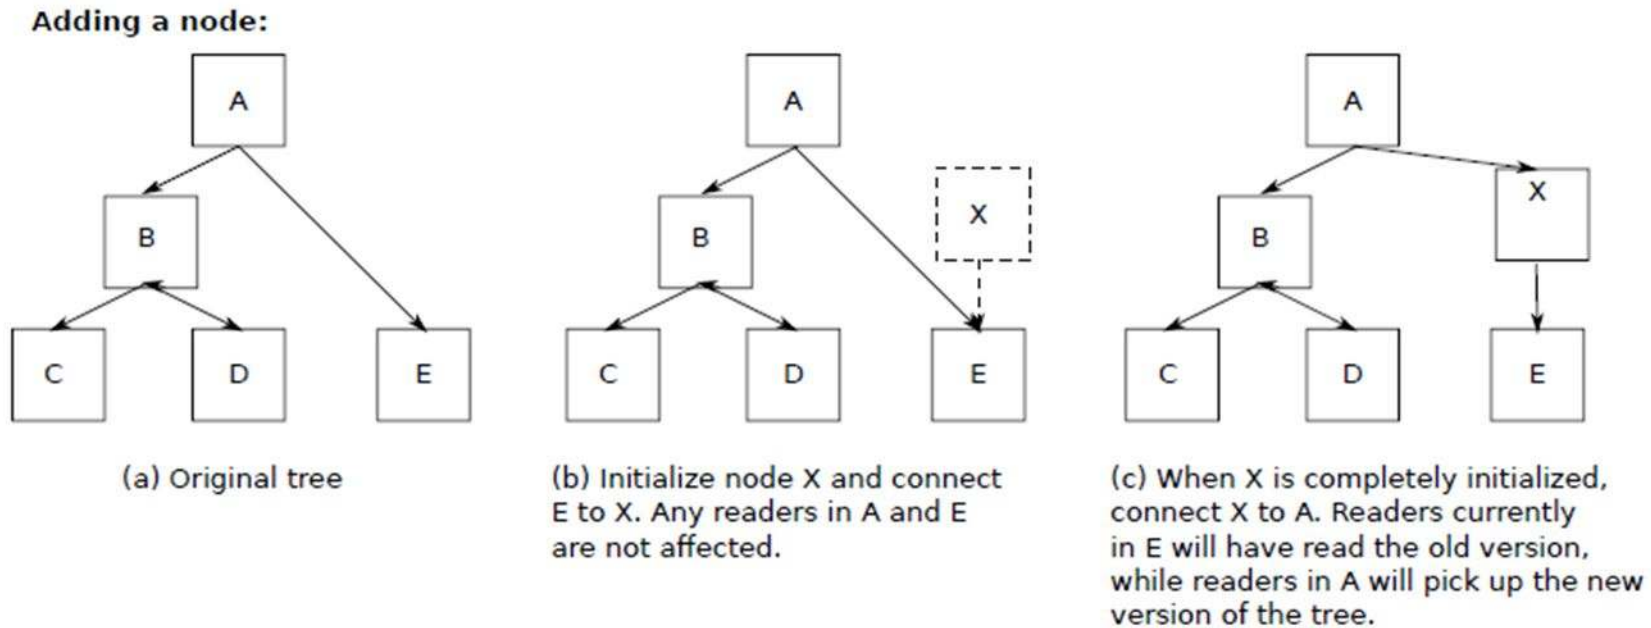 Adding a node:
A
A
A
X
X
B
B
B
C
D
E
C
D
E
C
D
E
(a) Original tree
(b) Initialize node X and connect
E to X. Any readers in A and E
are not affected.
(c) When X is completely initialized,
connect X to A. Readers currently
in E will have read the old version,
while readers in A will pick up the new
version of the tree.